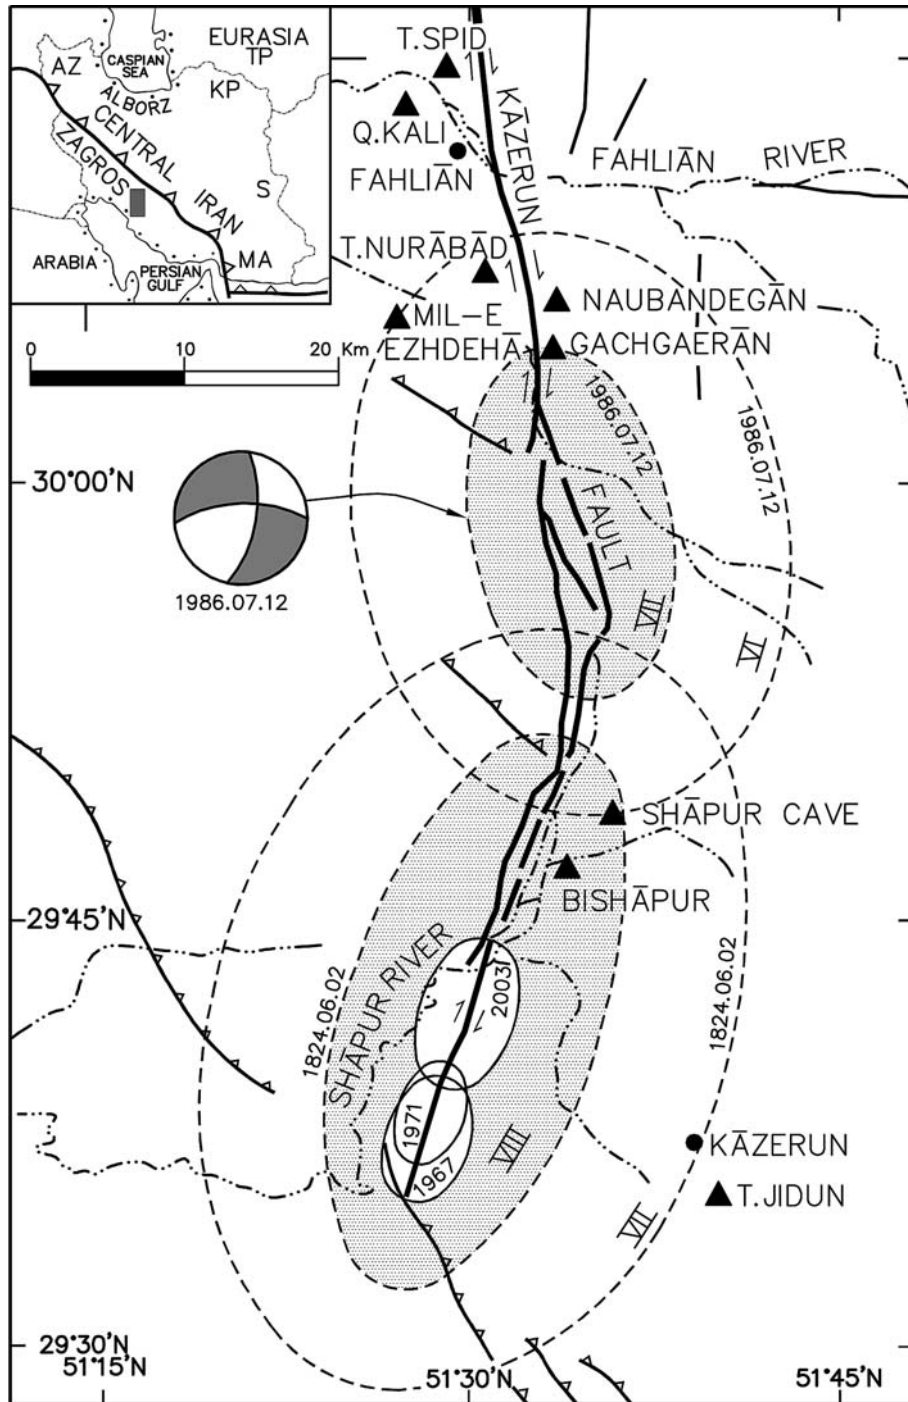 EURASIA
TP
AZ
CASPIAN
SEA
KP
ALBORZ
CENTRAL
ZAGROS
IRAN
S
ARABIA
PERSIAN
GULF
MA
T.SPID
Q.KALI
FAHLIĀN
KĀZERUN
FAHLIĀN RIVER
T.NURĀBĀD
NAUBANDEGĀN
MIL-E
EZHDEHĀ
GACHGAERĀN
0 10 20 Km
1986.07.12
1986.07.12
30°00'N
FAULT
1986.07.12
VII
VI
SHĀPUR CAVE
BISHĀPUR
29°45'N
SHĀPUR RIVER
1824.06.02
2003
1824.06.02
1971
1967
VIII
VII
KĀZERUN
T.JIDUN
29°30'N
51°15'N
51°30'N
51°45'N